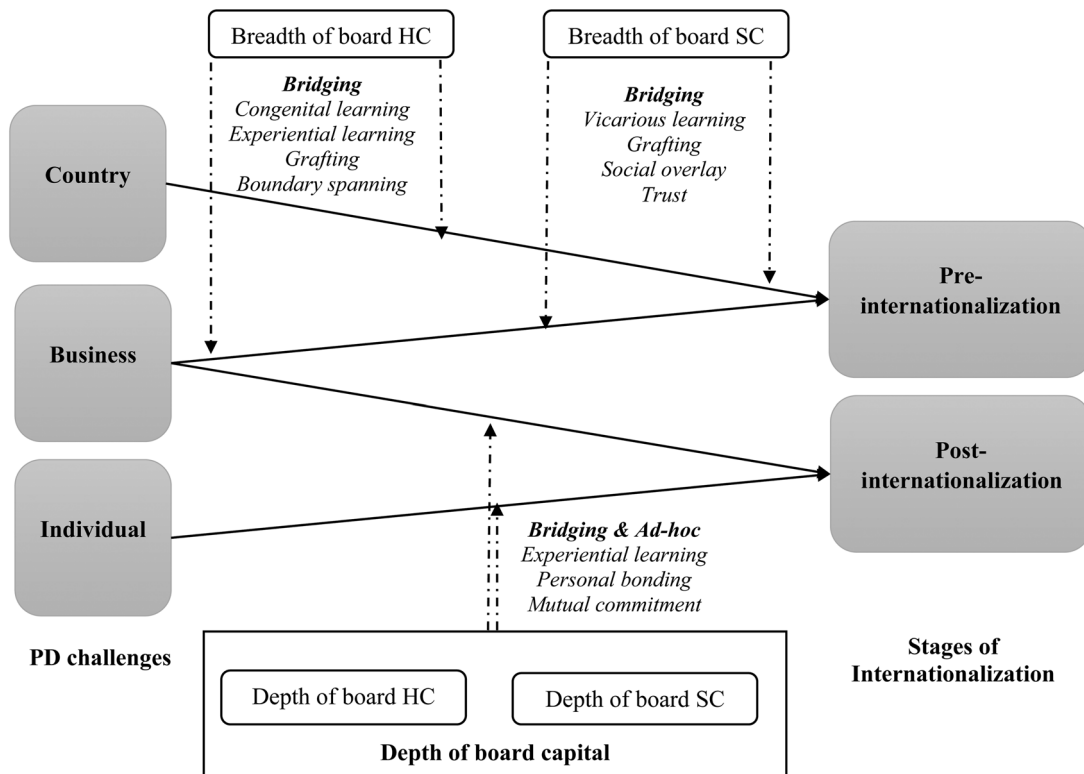 Breadth of board HC
Breadth of board SC
Bridging
Congenital learning
Experiential learning
Grafting
Boundary spanning
Bridging
Vicarious learning
Grafting
Social overlay
Trust
Country
Business
Individual
PD challenges
Pre-
internationalization
Post-
internationalization
Stages of
Internationalization
Bridging & Ad-hoc
Experiential learning
Personal bonding
Mutual commitment
Depth of board HC
Depth of board SC
Depth of board capital